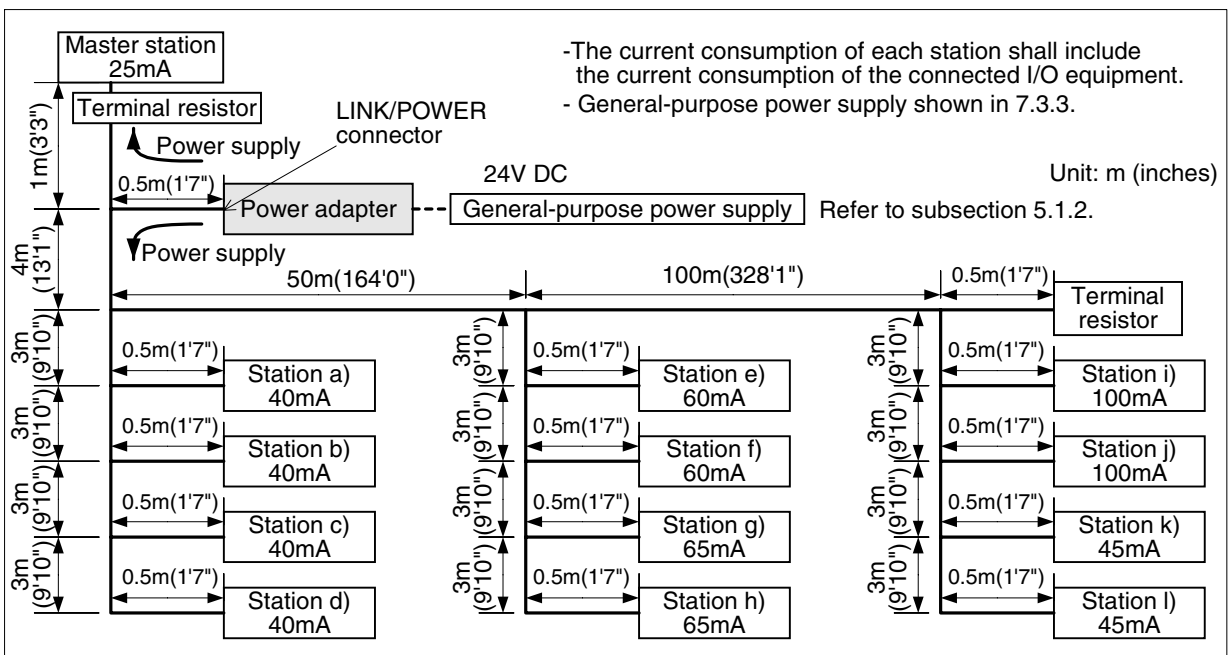 Master station
25mA
Terminal resistor
-The current consumption of each station shall include
the current consumption of the connected I/O equipment.
- General-purpose power supply shown in 7.3.3.
LINK/POWER
connector
1m(3'3")
Power supply
0.5m(1'7")
Power adapter
24V DC
General-purpose power supply
Unit: m (inches)
Refer to subsection 5.1.2.
Power supply
4m
(13'1")
50m(164'0")
100m(328'1")
0.5m(1'7")
Terminal
resistor
3m
(9'10")
0.5m(1'7")
Station a)
40mA
3m
(9'10")
0.5m(1'7")
Station e)
60mA
3m
(9'10")
0.5m(1'7")
Station i)
100mA
3m
(9'10")
0.5m(1'7")
Station b)
40mA
3m
(9'10")
0.5m(1'7")
Station f)
60mA
3m
(9'10")
0.5m(1'7")
Station j)
100mA
3m
(9'10")
0.5m(1'7")
Station c)
40mA
3m
(9'10")
0.5m(1'7")
Station g)
65mA
3m
(9'10")
0.5m(1'7")
Station k)
45mA
3m
(9'10")
0.5m(1'7")
Station d)
40mA
3m
(9'10")
0.5m(1'7")
Station h)
65mA
3m
(9'10")
0.5m(1'7")
Station l)
45mA